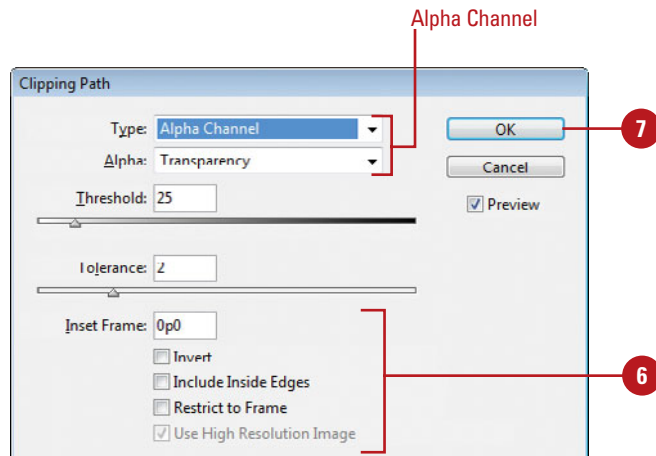 Alpha Channel
Clipping Path
Type: Alpha Channel
OK
7
Alpha: Transparency
Cancel
Threshold: 25
Preview
Tolerance: 2
Inset Frame: 0p0
Invert
Include Inside Edges
6
Restrict to Frame
Use High Resolution Image